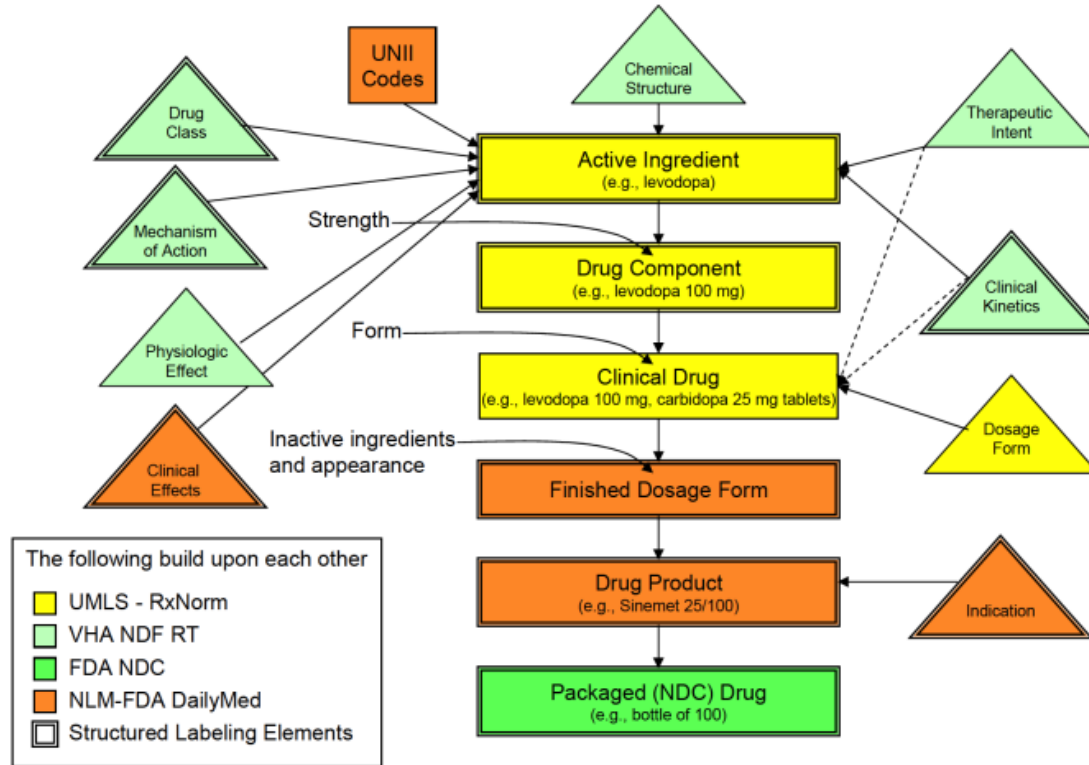 UNII
Codes
Chemical
Structure
Drug
Class
Therapeutic
Intent
Active Ingredient
(e.g., levodopa)
Mechanism
of Action
Strength
Drug Component
(e.g., levodopa 100 mg)
Clinical
Kinetics
Physiologic
Effect
Form
Clinical Drug
(e.g., levodopa 100 mg, carbidopa 25 mg tablets)
Dosage
Form
Clinical
Effects
Inactive ingredients
and appearance
Finished Dosage Form
Drug Product
(e.g., Sinemet 25/100)
Indication
Packaged (NDC) Drug
(e.g., bottle of 100)
The following build upon each other
UMLS - RxNorm
VHA NDF RT
FDA NDC
NLM-FDA DailyMed
Structured Labeling Elements